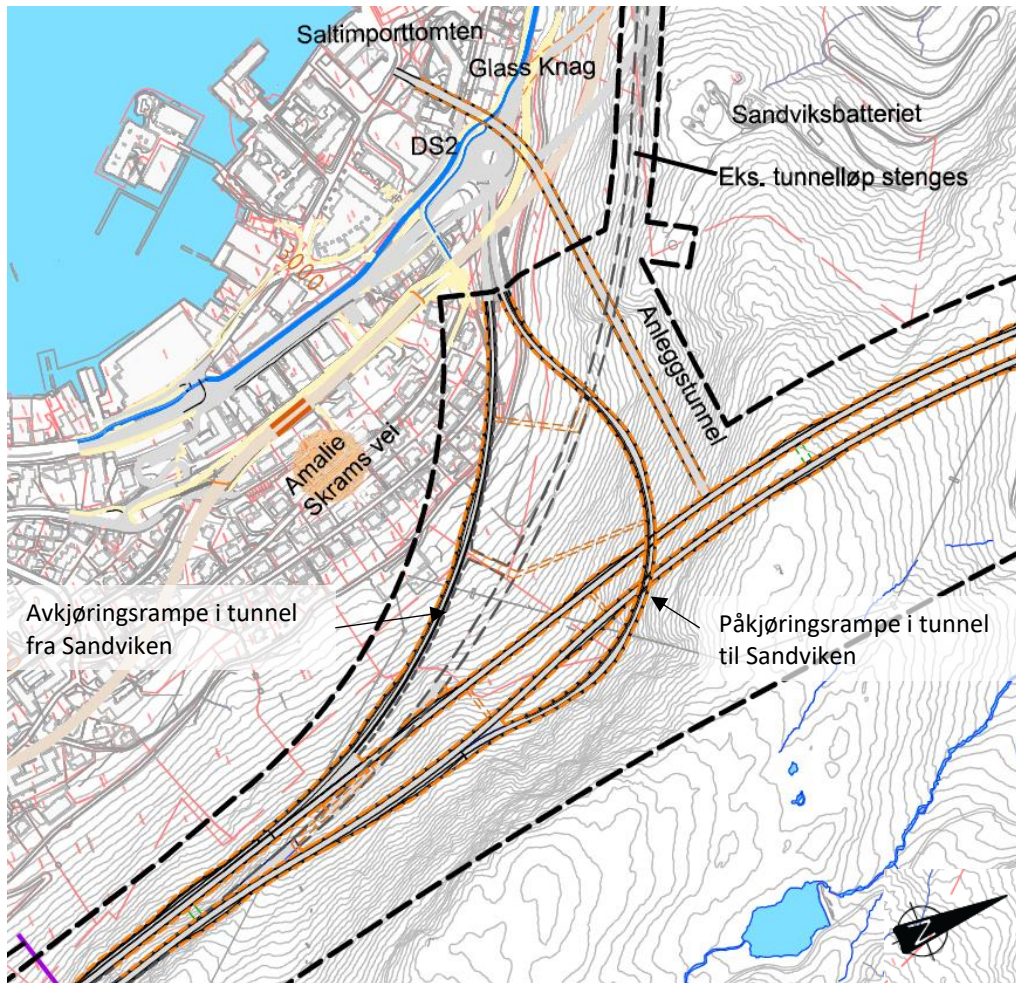 Saltimporttomten
Glass Knag
Sandviksbatteriet
DS2
Eks. tunnelløp stenges
3000
Anleggstunnel
Amalie
Skrams vei
Avkjøringsrampe i tunnel
fra Sandviken
Påkjøringsrampe i tunnel
til Sandviken
N